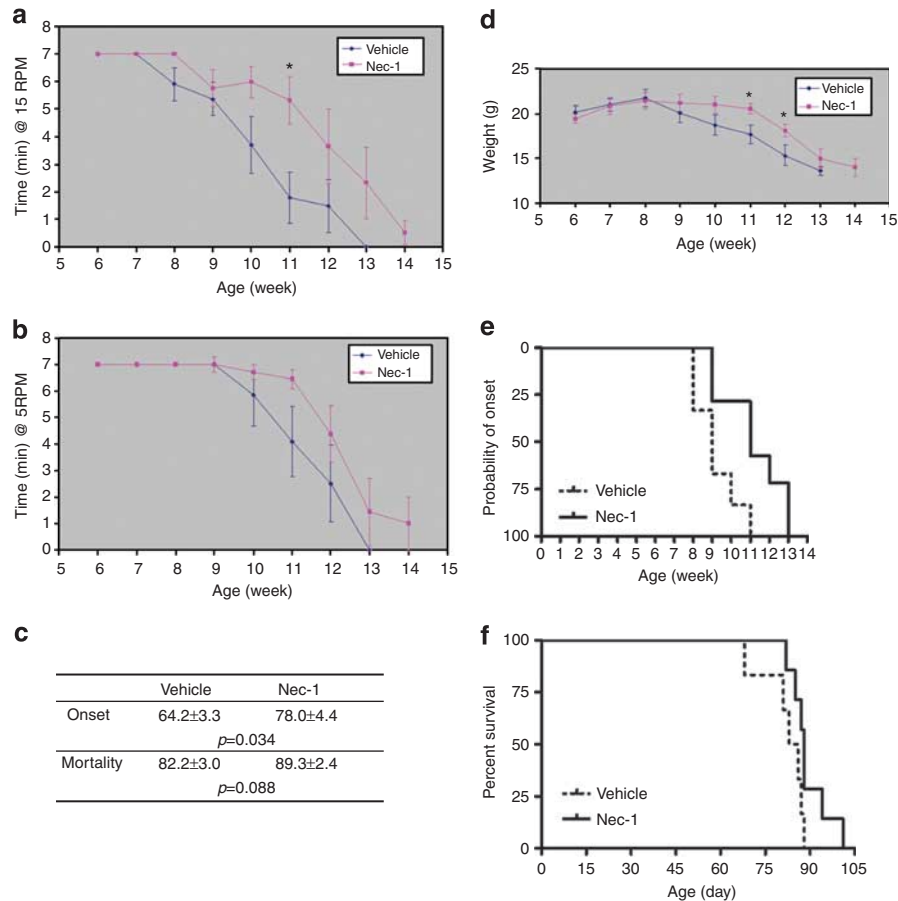 a
8
7
6
5
4
3
2
1
0
Time (min) @ 15 RPM
Vehicle
Nec-1
*
5 6 7 8 9 10 11 12 13 14 15
Age (week)
b
8
7
6
5
4
3
2
1
0
Time (min) @ 5RPM
Vehicle
Nec-1
5 6 7 8 9 10 11 12 13 14 15
Age (week)
c
Vehicle Nec-1
Onset 64.2±3.3 78.0±4.4
p=0.034
Mortality 82.2±3.0 89.3±2.4
p=0.088
d
25
20
15
10
Weight (g)
Vehicle
Nec-1
*
*
5 6 7 8 9 10 11 12 13 14 15
Age (week)
e
0
25
50
75
100
Probability of onset
Vehicle
Nec-1
0 1 2 3 4 5 6 7 8 9 10 11 12 13 14
Age (week)
f
100
75
50
25
0
Percent survival
Vehicle
Nec-1
0 15 30 45 60 75 90 105
Age (day)